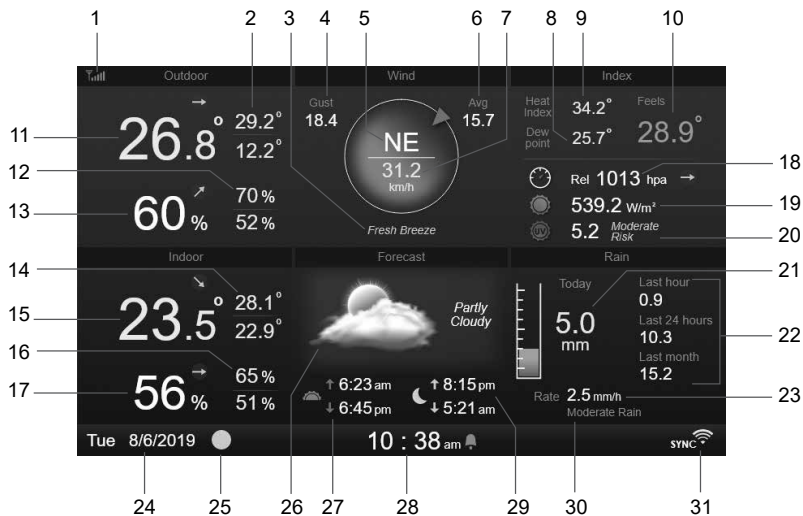 1 2 3 4 5 6 7 8 9 10
Outdoor Wind Index
11 26.8° 29.2° 12.2°
12 70% 52%
13 60%
Gust 18.4
Avg 15.7
NE
31.2
km/h
Fresh Breeze
Heat Index 34.2°
Dew point 25.7°
Feels 28.9°
Rel 1013 hpa 18
539.2 W/m² 19
UV 5.2 Moderate Risk 20
Indoor Forecast Rain
14 28.1° 22.9°
15 23.5°
16 65% 51%
17 56%
Partly Cloudy
6:23 am
6:45 pm
8:15 pm
5:21 am
Today 5.0 mm 21
Last hour
0.9
Last 24 hours
10.3 22
Last month
15.2
Rate 2.5 mm/h 23
Moderate Rain
Tue 8/6/2019 10 : 38 am SYNC
24 25 26 27 28 29 30 31